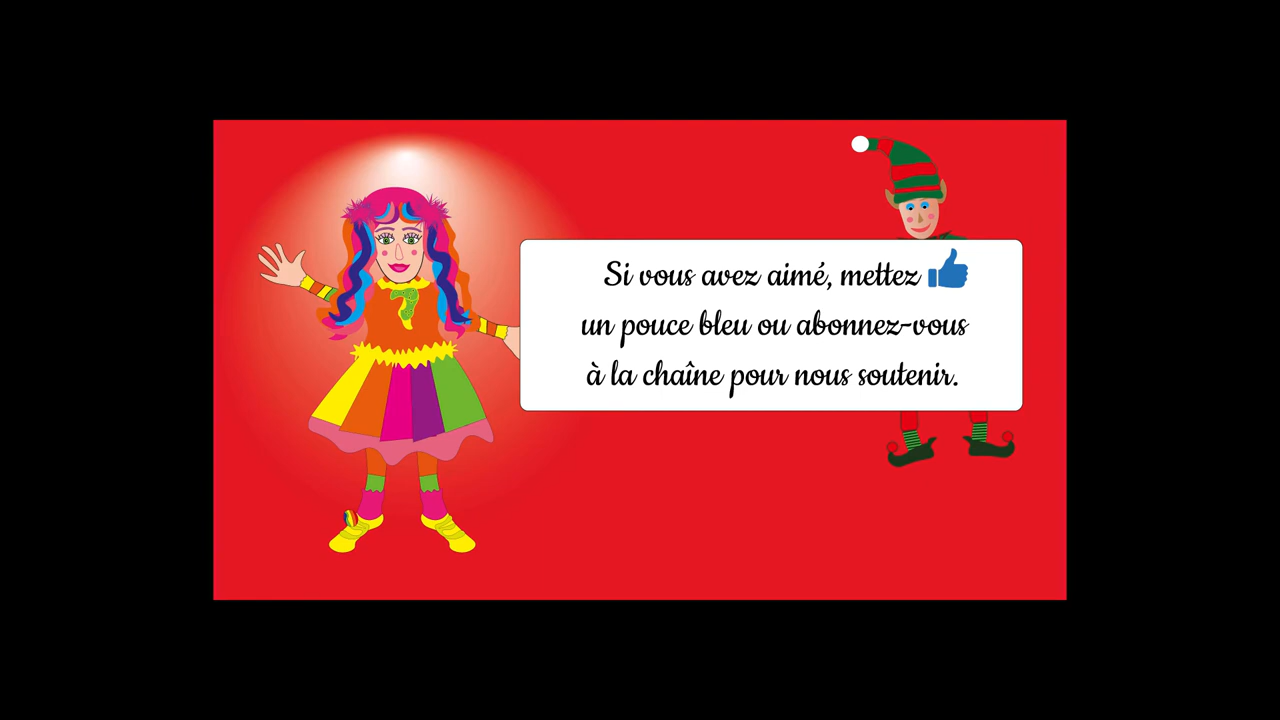 Si vous avez aimé, mettez
un pouce bleu ou abonnez-vous
à la chaîne pour nous soutenir.